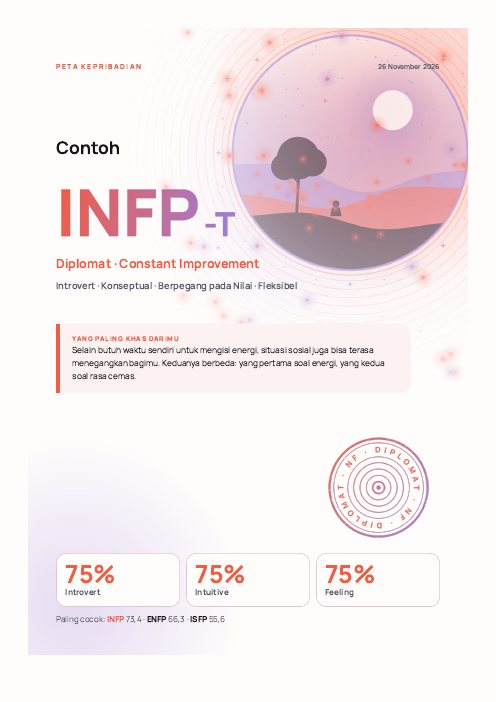 PETA KEPRIBADIAN
26 November 2026
Contoh
INFP-T
Diplomat · Constant Improvement
Introvert · Konseptual · Berpegang pada Nilai · Fleksibel
YANG PALING KHAS DARIMU
Selain butuh waktu sendiri untuk mengisi energi, situasi sosial juga bisa terasa
menegangkan bagimu. Keduanya berbeda: yang pertama soal energi, yang kedua
soal rasa cemas.
DIPLOMAT · NF · DIPLOMAT · NF ·
75%
Introvert
75%
Intuitive
75%
Feeling
Paling cocok: INFP 73,4 · ENFP 66,3 · ISFP 55,6